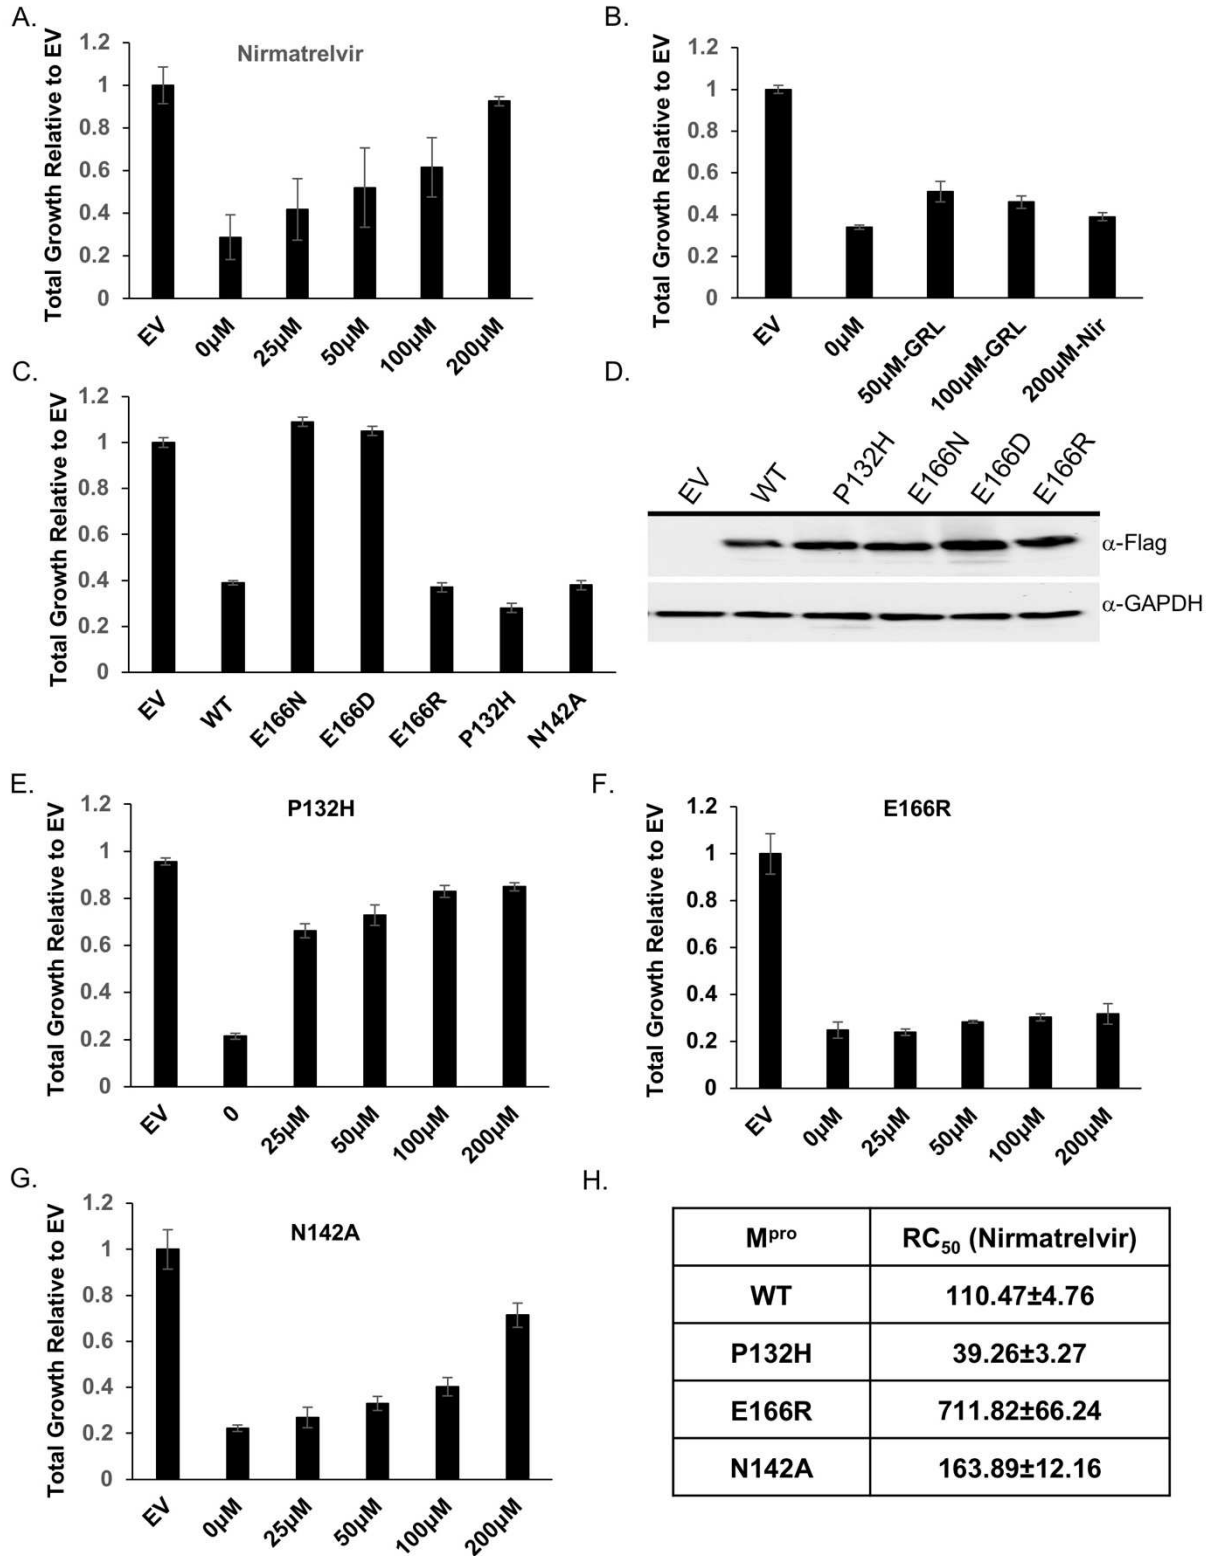 A.
Total Growth Relative to EV
1.2
1
0.8
0.6
0.4
0.2
0
Nirmatrelvir
EV
0µM
25µM
50µM
100µM
200µM
B.
Total Growth Relative to EV
1.2
1
0.8
0.6
0.4
0.2
0
EV
0µM
50µM-GRL
100µM-GRL
200µM-Nir
C.
Total Growth Relative to EV
1.2
1
0.8
0.6
0.4
0.2
0
EV
WT
E166N
E166D
E166R
P132H
N142A
D.
EV
WT
P132H
E166N
E166D
E166R
α-Flag
α-GAPDH
E.
Total Growth Relative to EV
1.2
1
0.8
0.6
0.4
0.2
0
P132H
EV
0
25µM
50µM
100µM
200µM
F.
Total Growth Relative to EV
1.2
1
0.8
0.6
0.4
0.2
0
E166R
EV
0µM
25µM
50µM
100µM
200µM
G.
Total Growth Relative to EV
1.2
1
0.8
0.6
0.4
0.2
0
N142A
EV
0µM
25µM
50µM
100µM
200µM
H.
Mᵖʳᵒ RC₅₀ (Nirmatrelvir)
WT 110.47±4.76
P132H 39.26±3.27
E166R 711.82±66.24
N142A 163.89±12.16